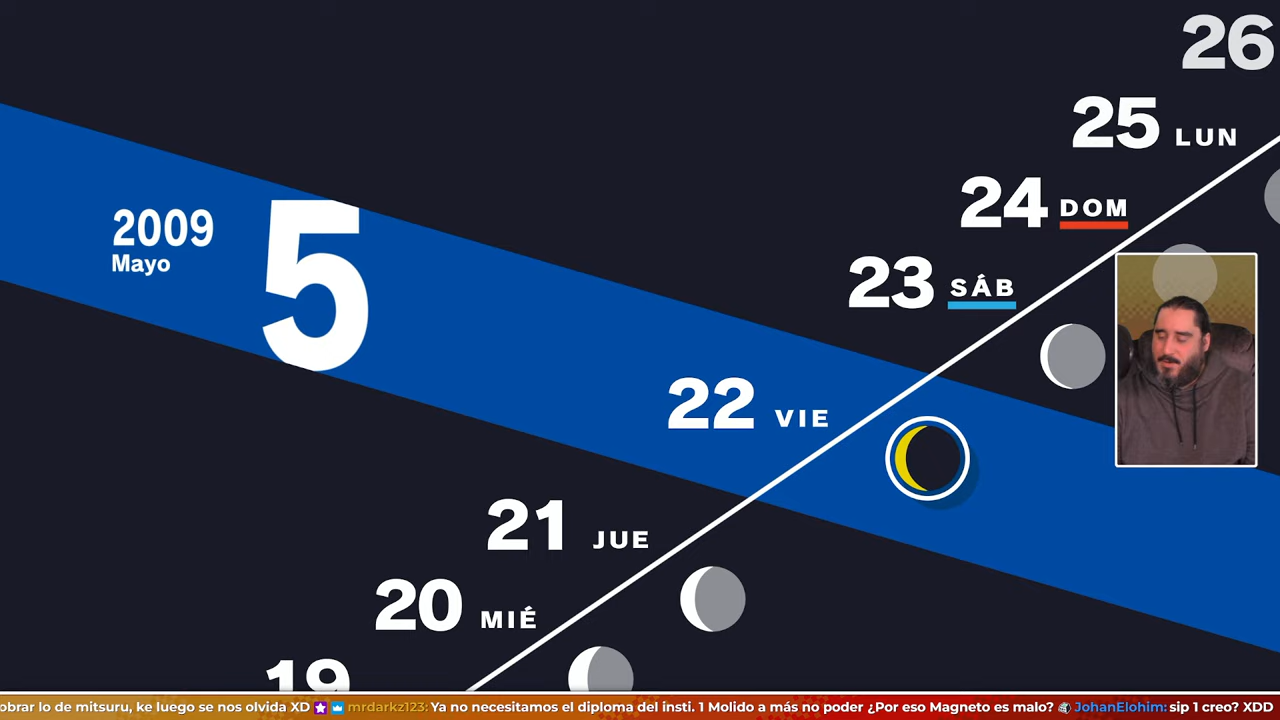 26
25 LUN
24 DOM
23 SÁB
2009
Mayo
5
22 VIE
21 JUE
20 MIÉ
19
obrar lo de mitsuru, ke luego se nos olvida XD mrdarkz123: Ya no necesitamos el diploma del insti. 1 Molido a más no poder ¿Por eso Magneto es malo? JohanElohim: sip 1 creo? XDD